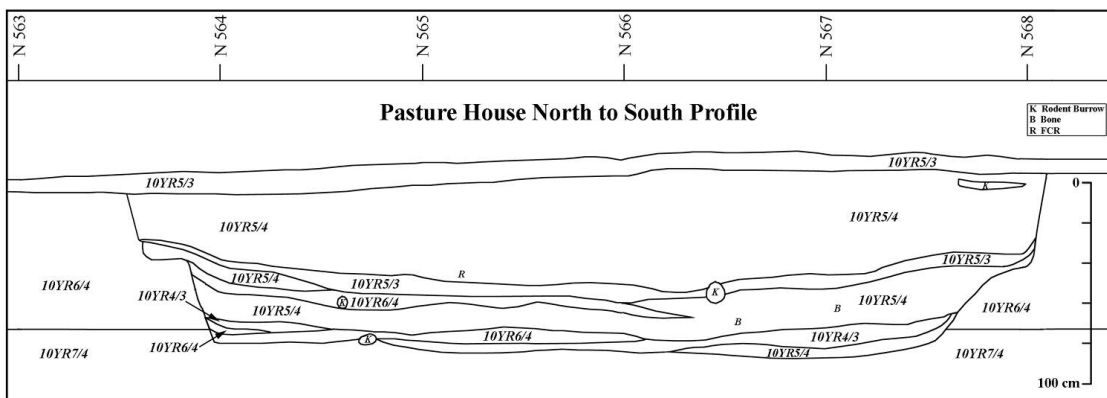 N 563 N 564 N 565 N 566 N 567 N 568
Pasture House North to South Profile
K Rodent Burrow
B Bone
R FCR
10YR5/3
10YR5/3
K
0
10YR5/4
10YR5/4
R
10YR5/3
10YR5/4
10YR5/3
10YR6/4
10YR4/3
10YR5/4
K
10YR6/4
K
10YR5/4
B
B
10YR6/4
10YR7/4
10YR6/4
K
10YR6/4
10YR4/3
10YR5/4
10YR7/4
100 cm